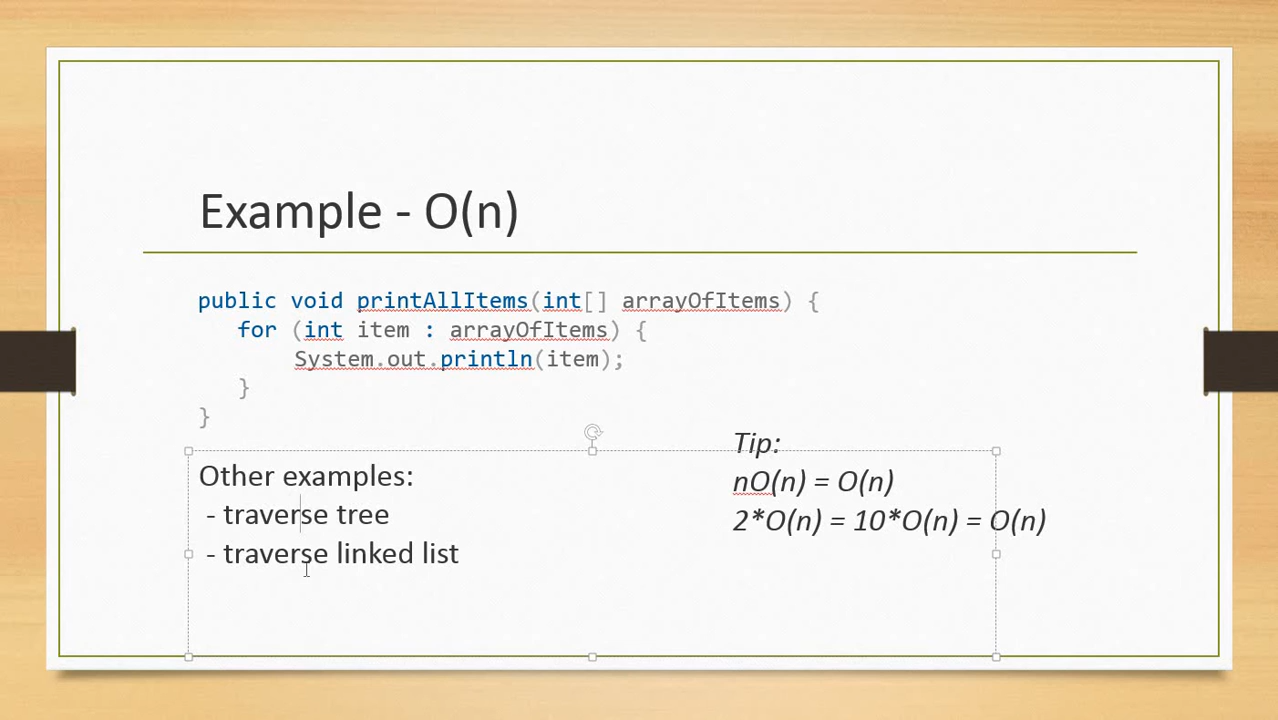 Example - O(n)
public void printAllItems(int[] arrayOfItems) {
for (int item : arrayOfItems) {
System.out.println(item);
}
}
Other examples:
- traverse tree
- traverse linked list
Tip:
nO(n) = O(n)
2*O(n) = 10*O(n) = O(n)